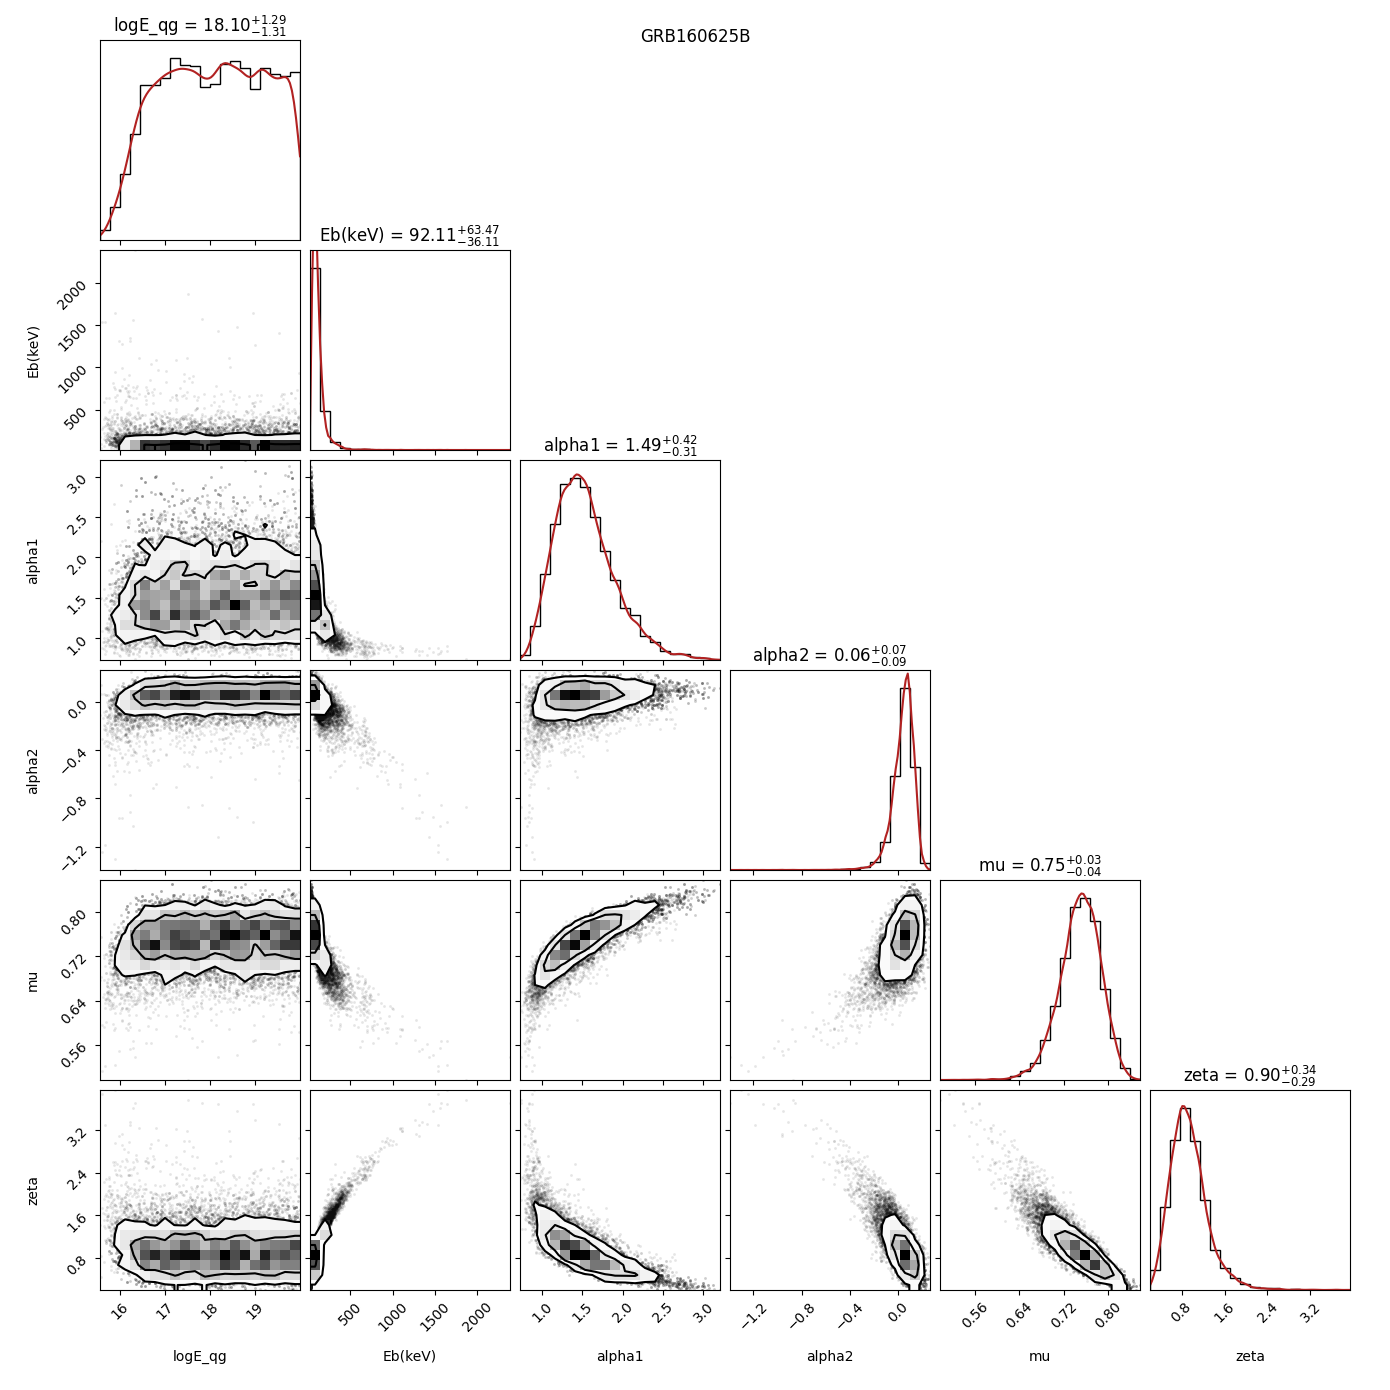 GRB160625B
logE_qg = 18.10+1.29 −1.31
Eb(keV) = 92.11+63.47 −36.11
2000
1500
1000
500
Eb(keV)
alpha1 = 1.49+0.42 −0.31
3.0
2.5
2.0
1.5
1.0
alpha1
alpha2 = 0.06+0.07 −0.09
0.0
−0.4
−0.8
−1.2
alpha2
mu = 0.75+0.03 −0.04
0.80
0.72
0.64
0.56
mu
zeta = 0.90+0.34 −0.29
3.2
2.4
1.6
0.8
zeta
16 17 18 19
500 1000 1500 2000
1.0 1.5 2.0 2.5 3.0
−1.2 −0.8 −0.4 0.0
0.56 0.64 0.72 0.80
0.8 1.6 2.4 3.2
logE_qg Eb(keV) alpha1 alpha2 mu zeta